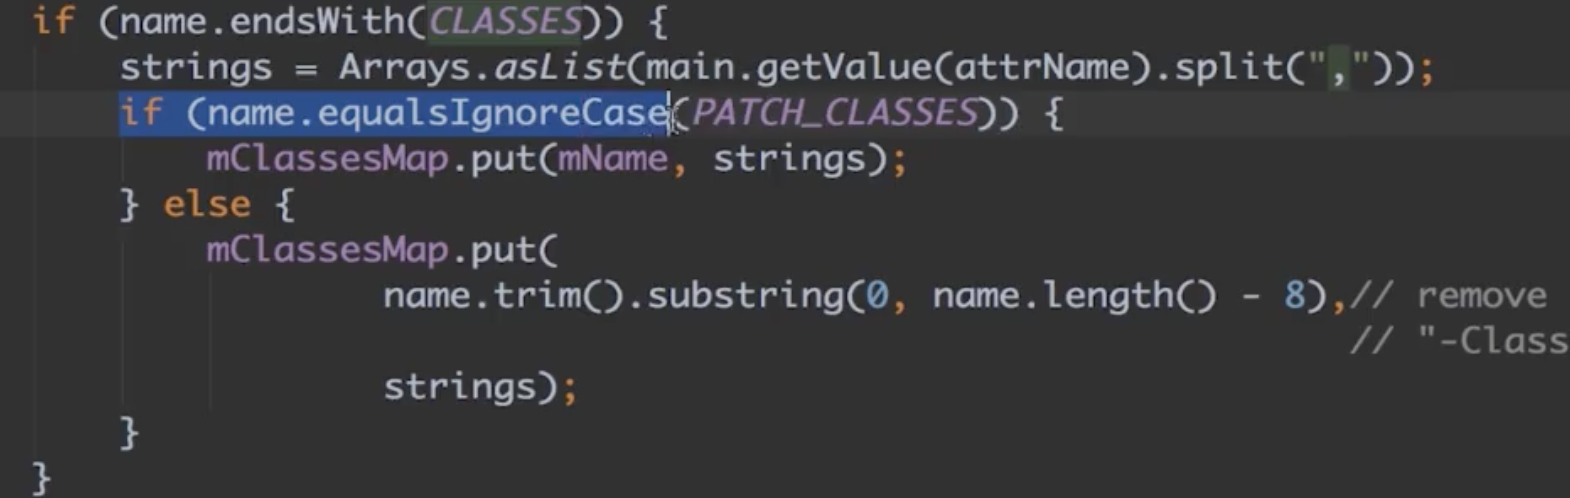 if (name.endsWith(CLASSES)) {
strings = Arrays.asList(main.getValue(attrName).split(","));
if (name.equalsIgnoreCase(PATCH_CLASSES)) {
mClassesMap.put(mName, strings);
} else {
mClassesMap.put(
name.trim().substring(0, name.length() - 8),// remove
// "-Class
strings);
}
}